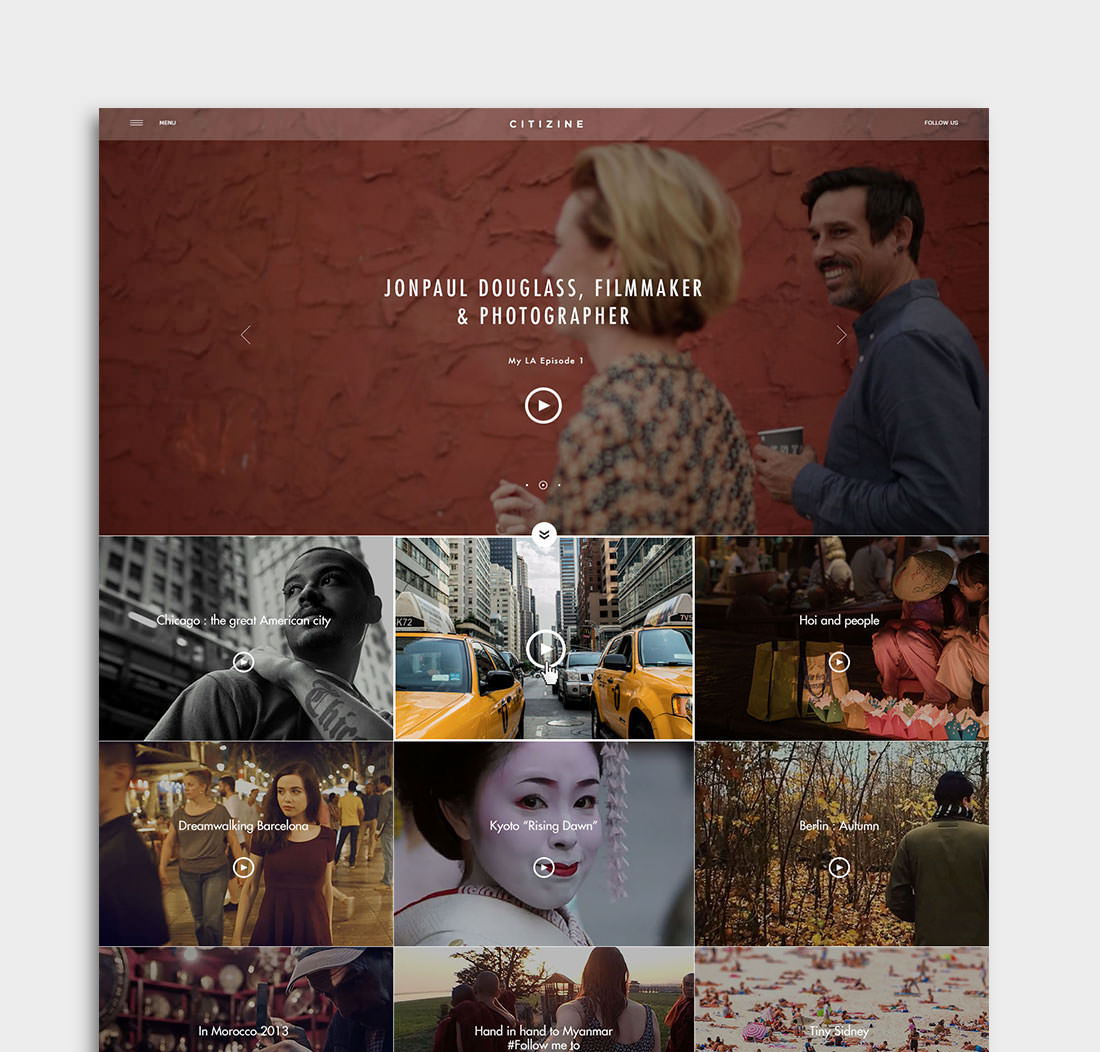 MENU
CITIZINE
FOLLOW US
JONPAUL DOUGLASS, FILMMAKER
& PHOTOGRAPHER
My LA Episode 1
Chicago : the great American city
Hoi and people
Dreamwalking Barcelona
Kyoto “Rising Dawn”
Berlin : Autumn
In Morocco 2013
Hand in hand to Myanmar
#Follow me to
Tiny Sidney